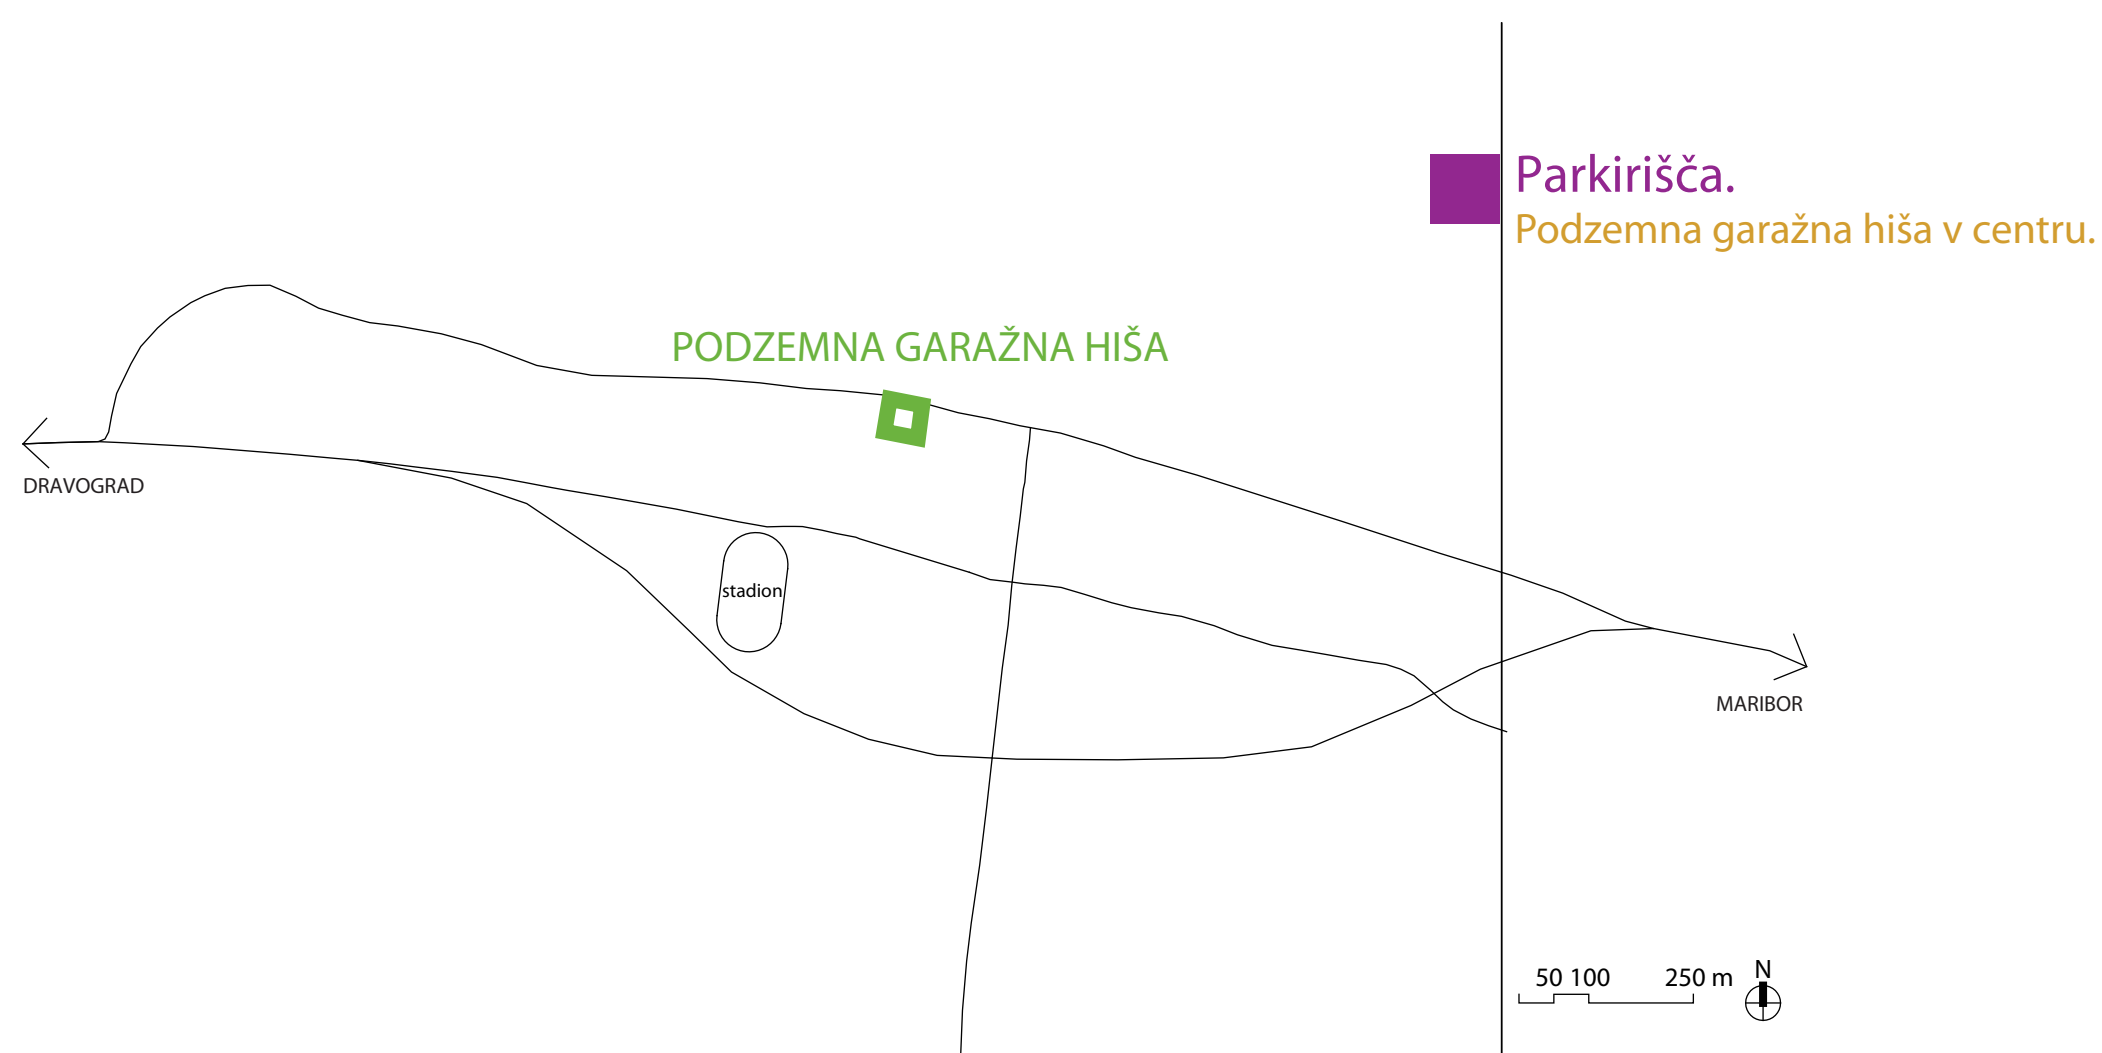 Parkirišča.
Podzemna garažna hiša v centru.
PODZEMNA GARAŽNA HIŠA
DRAVOGRAD
stadion
MARIBOR
50 100 250 m
N